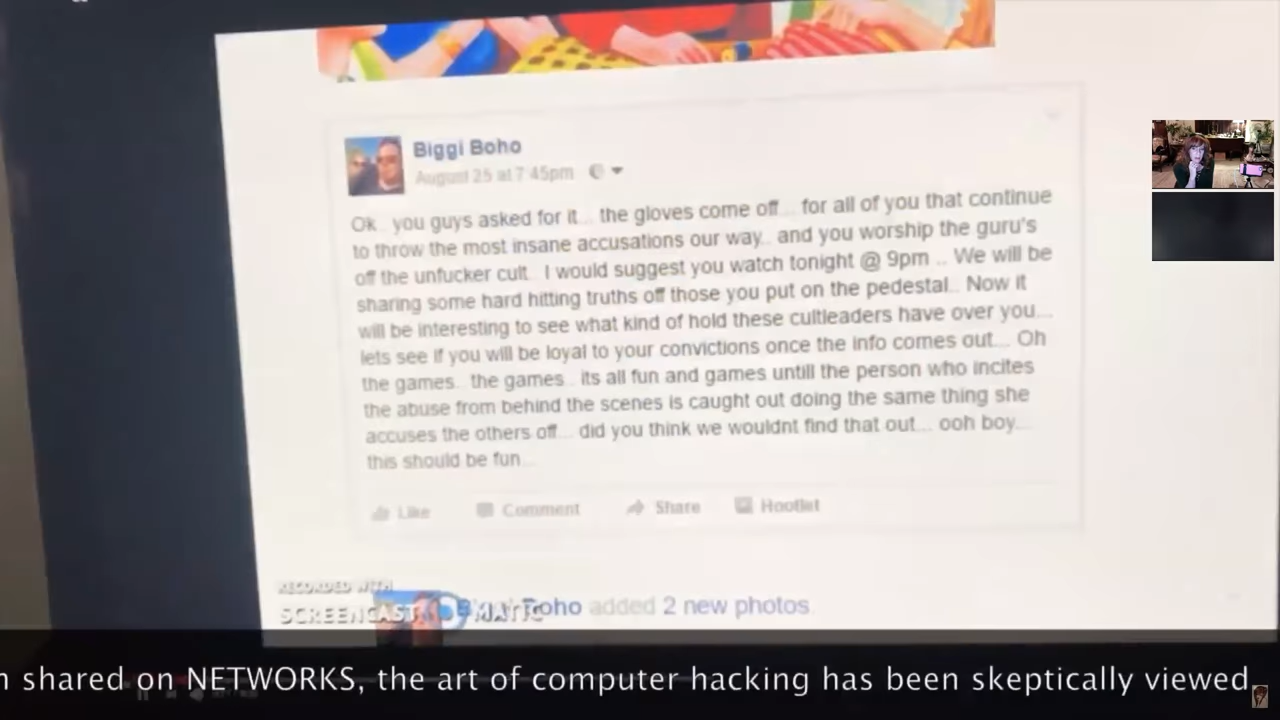 Biggi Boho
August 25 at 7:45pm
Ok.. you guys asked for it... the gloves come off... for all of you that continue
to throw the most insane accusations our way.. and you worship the guru's
off the unfucker cult.. I would suggest you watch tonight @ 9pm .. We will be
sharing some hard hitting truths off those you put on the pedestal.. Now it
will be interesting to see what kind of hold these cultleaders have over you...
lets see if you will be loyal to your convictions once the info comes out... Oh
the games.. the games.. its all fun and games untill the person who incites
the abuse from behind the scenes is caught out doing the same thing she
accuses the others off... did you think we wouldnt find that out... ooh boy...
this should be fun...
Like Comment Share Hootlet
Boho added 2 new photos.
RECORDED WITH
SCREENCAST O MATIC
n shared on NETWORKS, the art of computer hacking has been skeptically viewed